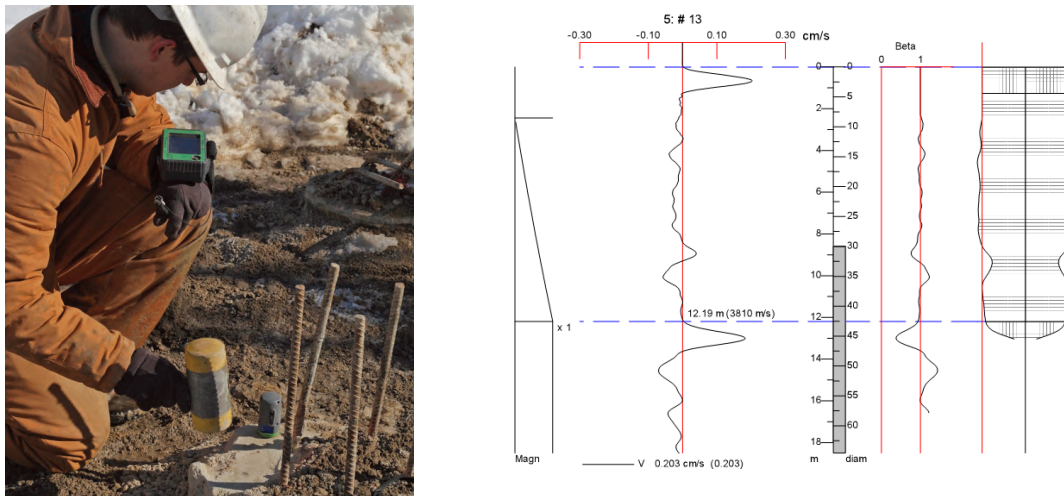 5: # 13
-0.30 -0.10 0.10 0.30 cm/s
Beta
0 1
0 0
2 5
10
4 15
6 20
25
8 30
10 35
40
12.19 m (3810 m/s)
12
x 1
45
14 50
16 55
60
18
Magn V 0.203 cm/s (0.203) m diam